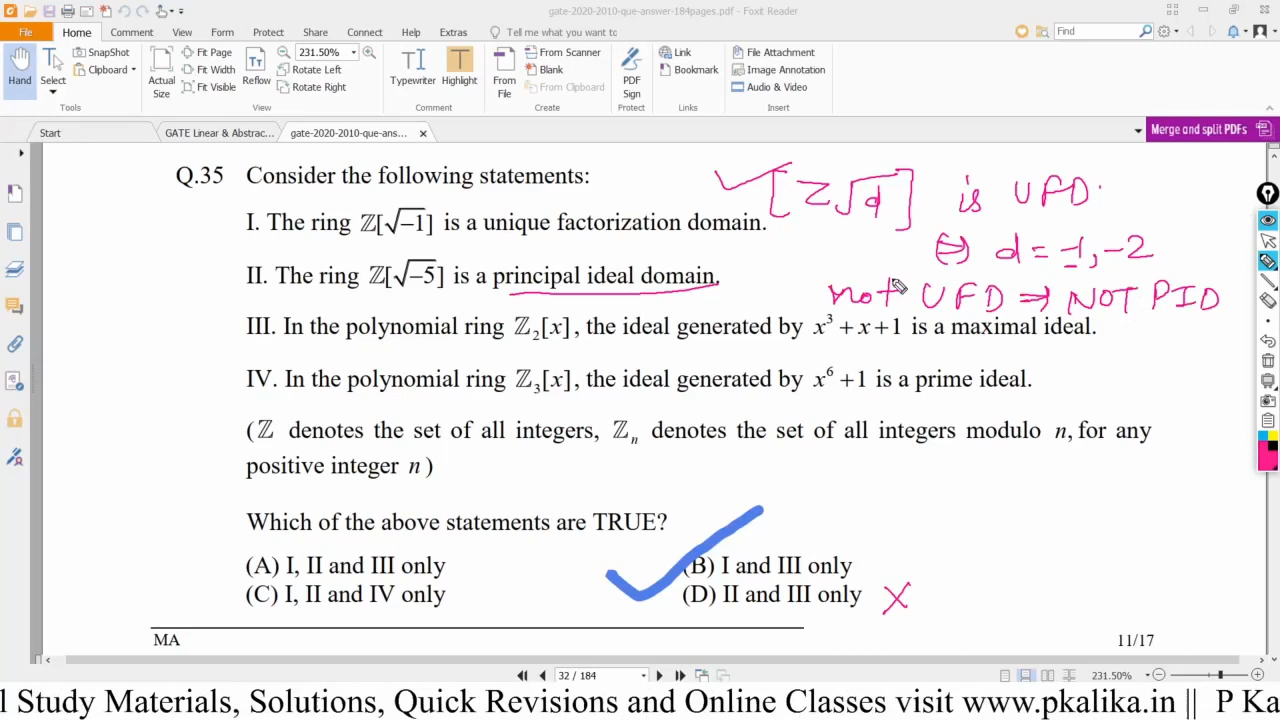 gate-2020-2010-que-answer-184pages.pdf - Foxit Reader
File Home Comment View Form Protect Share Connect Help Extras Tell me what you want to Find
Hand Select SnapShot Clipboard Actual Size Fit Page Fit Width Fit Visible Reflow 231.50% Rotate Left Rotate Right Typewriter Highlight From File From Scanner Blank From Clipboard PDF Sign Link Bookmark File Attachment Image Annotation Audio & Video
Tools View Comment Create Protect Links Insert
Start GATE Linear & Abstrac... gate-2020-2010-que-ans... Merge and split PDFs
Q.35 Consider the following statements:
[Z√d] is UFD.
I. The ring ℤ[√−1] is a unique factorization domain.
⇔ d = -1, -2
II. The ring ℤ[√−5] is a principal ideal domain.
not UFD ⇒ NOT PID
III. In the polynomial ring ℤ₂[x], the ideal generated by x³ + x + 1 is a maximal ideal.
IV. In the polynomial ring ℤ₃[x], the ideal generated by x⁶ + 1 is a prime ideal.
( ℤ denotes the set of all integers, ℤₙ denotes the set of all integers modulo n, for any
positive integer n )
Which of the above statements are TRUE?
(A) I, II and III only (B) I and III only
(C) I, II and IV only (D) II and III only X
MA 11/17
32 / 184 231.50%
l Study Materials, Solutions, Quick Revisions and Online Classes visit www.pkalika.in || P Ka